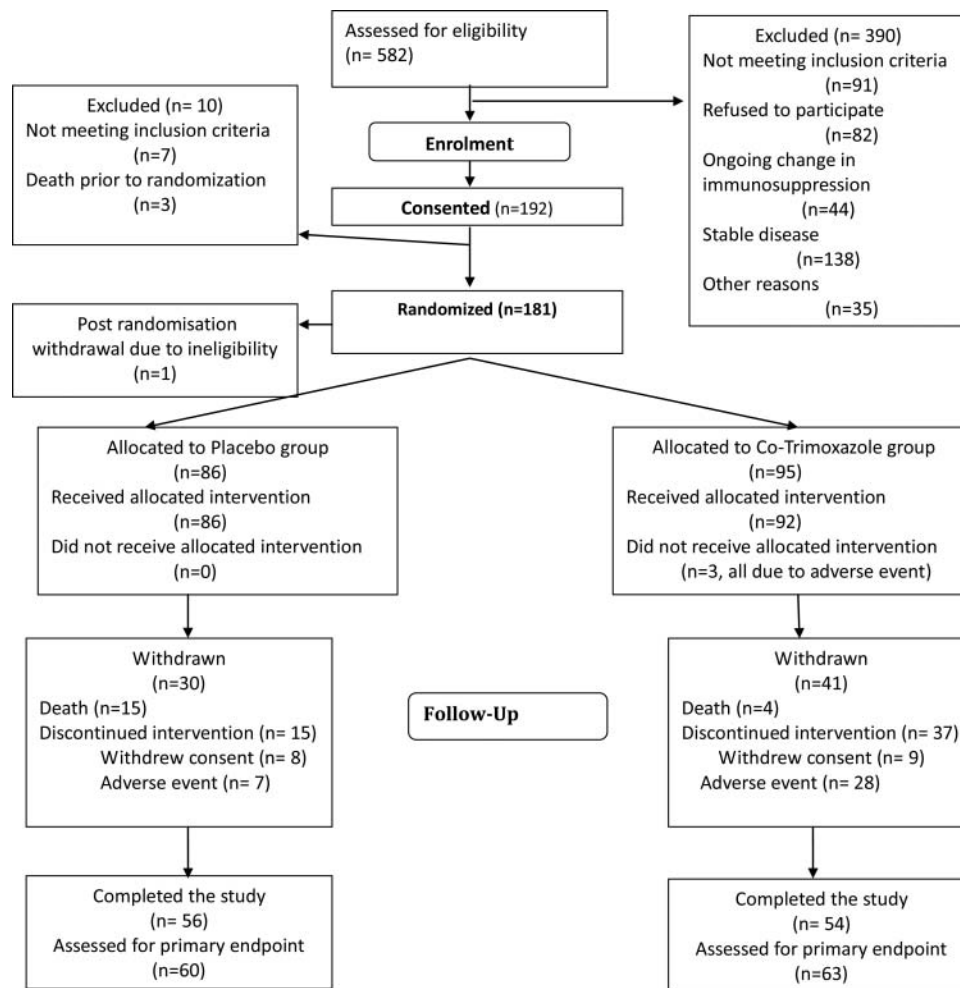 Assessed for eligibility
(n= 582)
Excluded (n= 390)
Not meeting inclusion criteria
(n=91)
Refused to participate
(n=82)
Ongoing change in
immunosuppression
(n=44)
Stable disease
(n=138)
Other reasons
(n=35)
Excluded (n= 10)
Not meeting inclusion criteria
(n=7)
Death prior to randomization
(n=3)
Enrolment
Consented (n=192)
Randomized (n=181)
Post randomisation
withdrawal due to ineligibility
(n=1)
Allocated to Placebo group
(n=86)
Received allocated intervention
(n=86)
Did not receive allocated intervention
(n=0)
Allocated to Co-Trimoxazole group
(n=95)
Received allocated intervention
(n=92)
Did not receive allocated intervention
(n=3, all due to adverse event)
Withdrawn
(n=30)
Death (n=15)
Discontinued intervention (n= 15)
Withdrew consent (n= 8)
Adverse event (n= 7)
Follow-Up
Withdrawn
(n=41)
Death (n=4)
Discontinued intervention (n= 37)
Withdrew consent (n= 9)
Adverse event (n= 28)
Completed the study
(n= 56)
Assessed for primary endpoint
(n=60)
Completed the study
(n= 54)
Assessed for primary endpoint
(n=63)